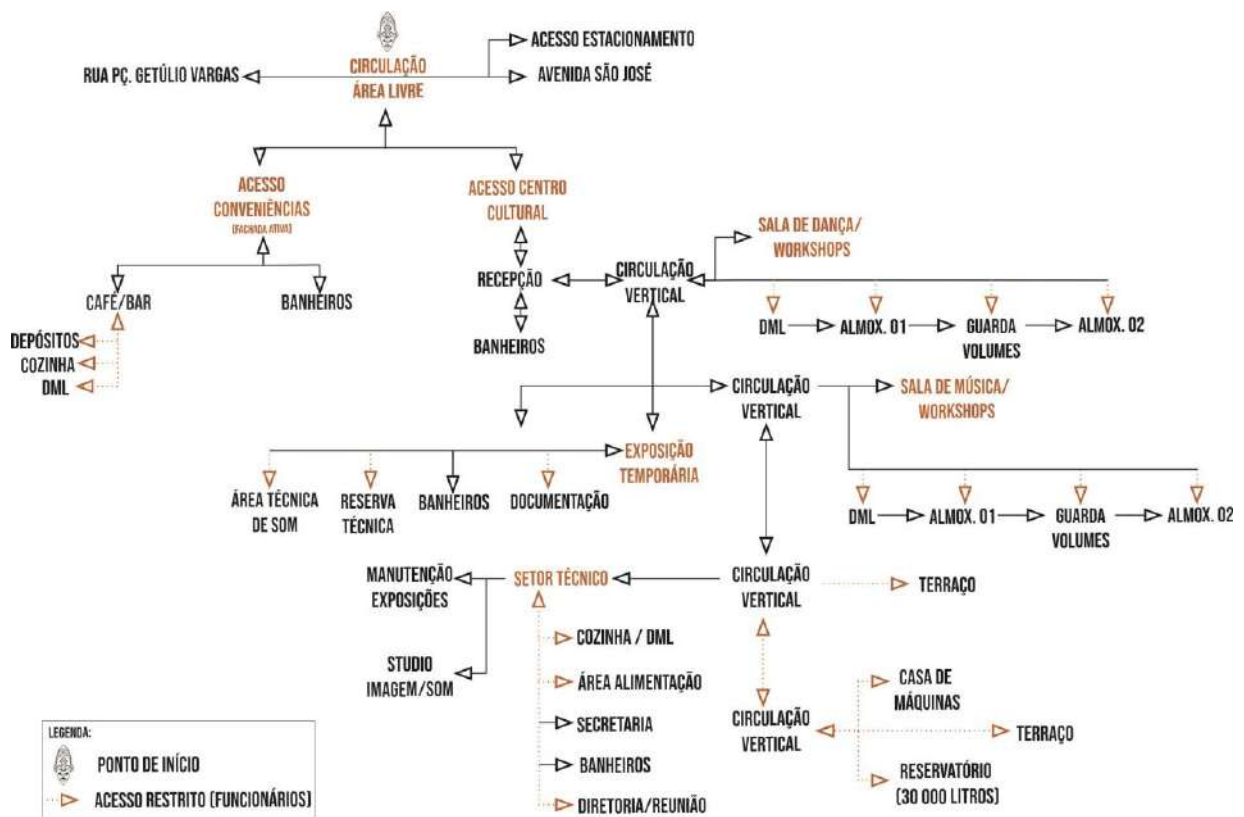 ACESSO ESTACIONAMENTO
RUA PÇ. GETÚLIO VARGAS
CIRCULAÇÃO
ÁREA LIVRE
AVENIDA SÃO JOSÉ
ACESSO
CONVENIÊNCIAS
(FACHADA ATIVA)
ACESSO CENTRO
CULTURAL
SALA DE DANÇA/
WORKSHOPS
CAFÉ/BAR
BANHEIROS
RECEPÇÃO
CIRCULAÇÃO
VERTICAL
DEPÓSITOS
COZINHA
DML
BANHEIROS
DML
ALMOX. 01
GUARDA
VOLUMES
ALMOX. 02
CIRCULAÇÃO
VERTICAL
SALA DE MÚSICA/
WORKSHOPS
EXPOSIÇÃO
TEMPORÁRIA
ÁREA TÉCNICA
DE SOM
RESERVA
TÉCNICA
BANHEIROS
DOCUMENTAÇÃO
DML
ALMOX. 01
GUARDA
VOLUMES
ALMOX. 02
MANUTENÇÃO
EXPOSIÇÕES
SETOR TÉCNICO
CIRCULAÇÃO
VERTICAL
TERRAÇO
STUDIO
IMAGEM/SOM
COZINHA / DML
ÁREA ALIMENTAÇÃO
SECRETARIA
BANHEIROS
DIRETORIA/REUNIÃO
CIRCULAÇÃO
VERTICAL
CASA DE
MÁQUINAS
TERRAÇO
RESERVATÓRIO
(30 000 LITROS)
LEGENDA:
PONTO DE INÍCIO
ACESSO RESTRITO (FUNCIONÁRIOS)